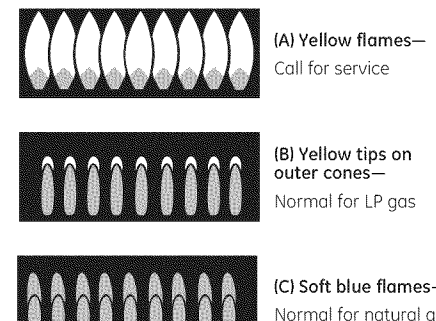 (A) Yellow flames—
Call for service
(B) Yellow tips on
outer cones—
Normal for LP gas
(C) Soft blue flames-
Normal for natural